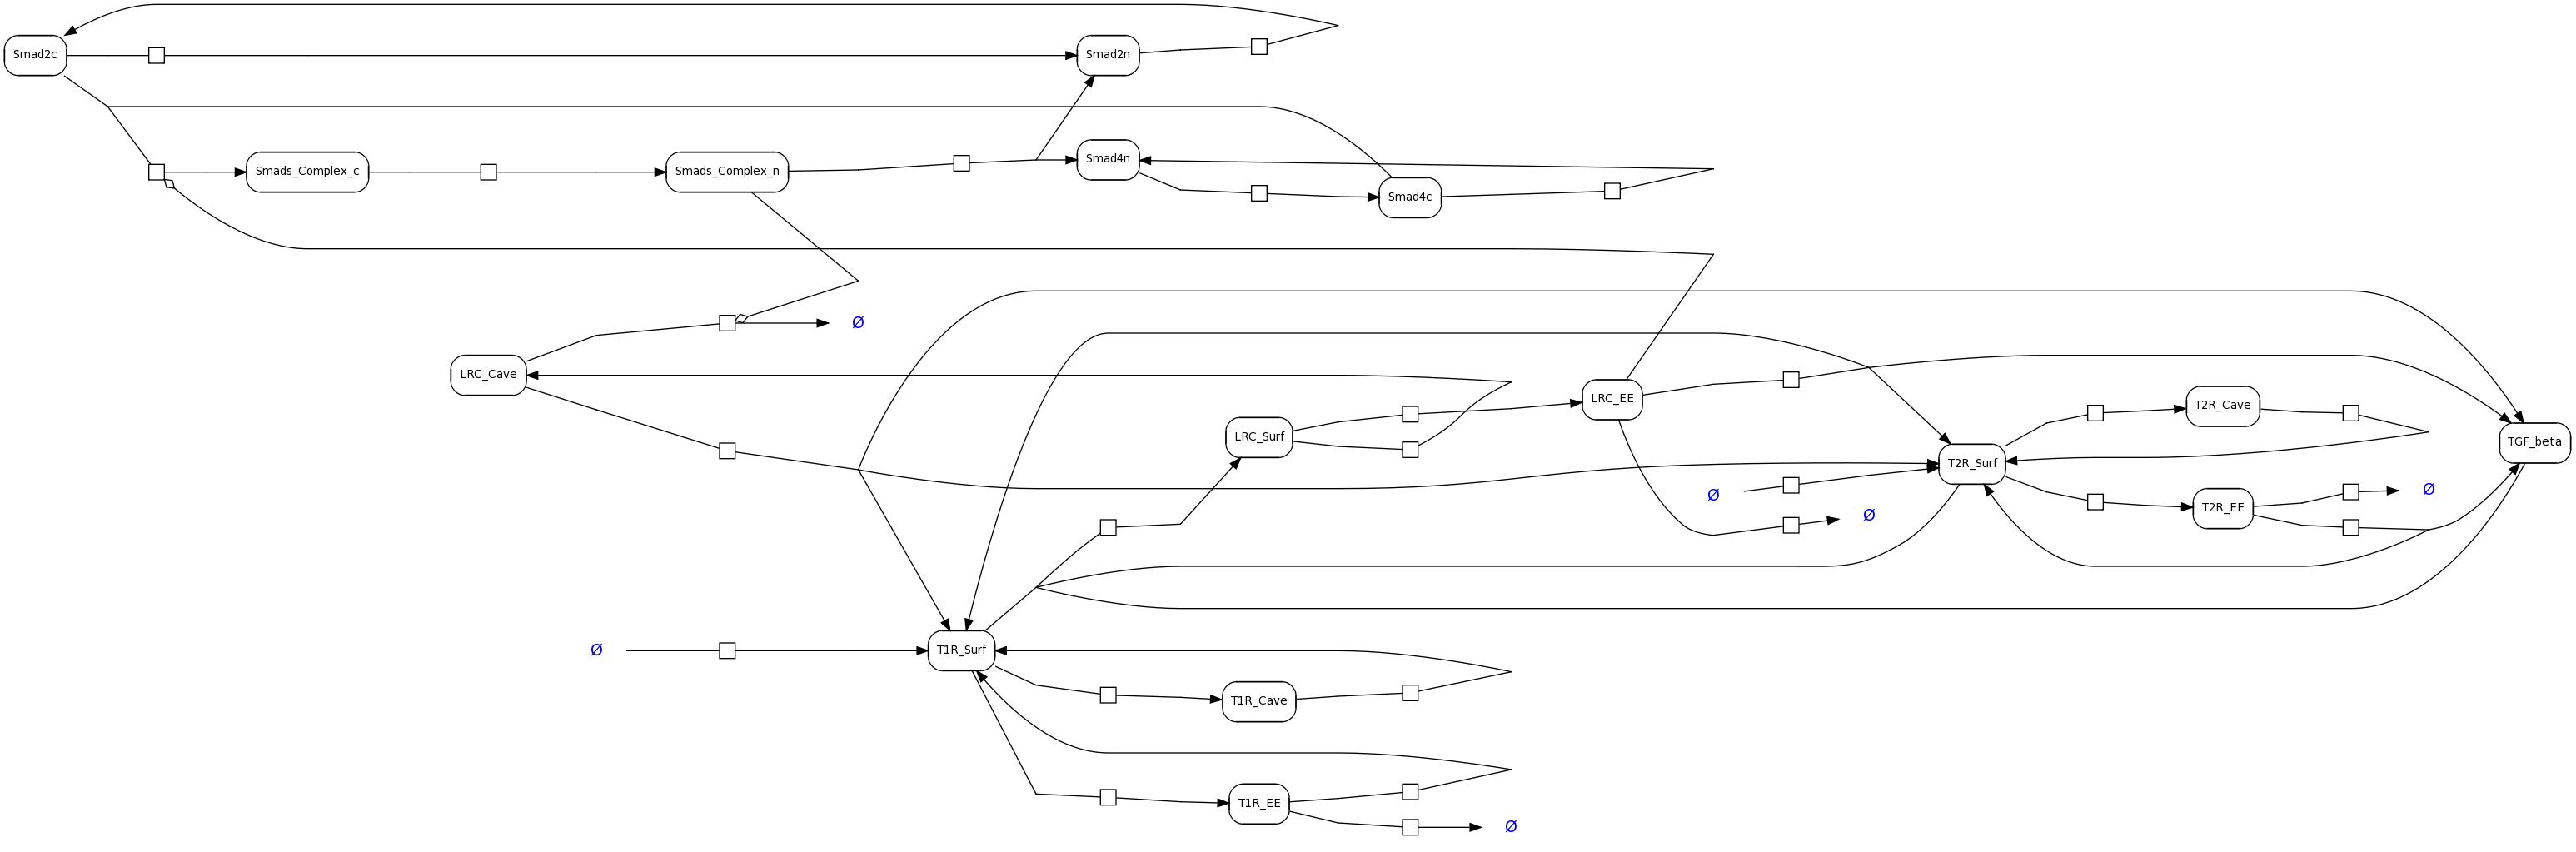 Smad2c
Smad2n
Smads_Complex_c
Smads_Complex_n
Smad4n
Smad4c
Ø
LRC_Cave
LRC_EE
T2R_Cave
LRC_Surf
TGF_beta
T2R_Surf
Ø
Ø
T2R_EE
Ø
Ø
T1R_Surf
T1R_Cave
T1R_EE
Ø